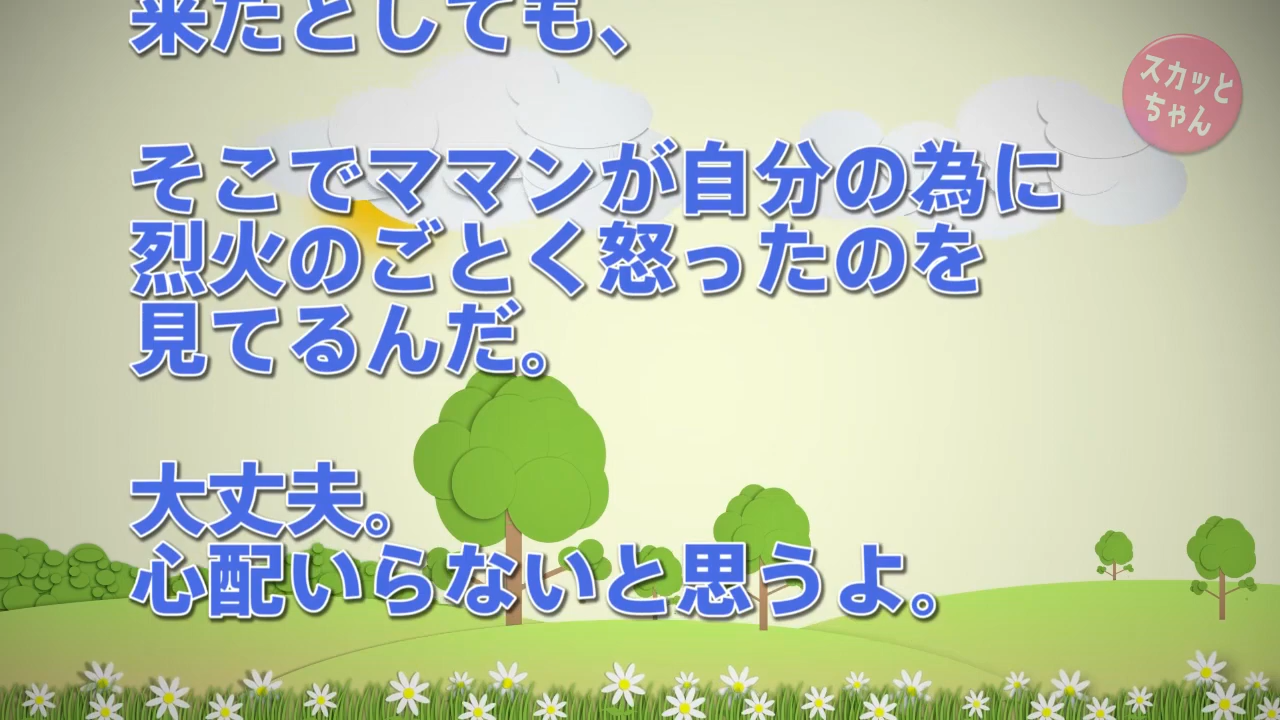 来たとしても、
そこでママンが自分の為に
烈火のごとく怒ったのを
見てるんだ。
大丈夫。
心配いらないと思うよ。
スカッと
ちゃん